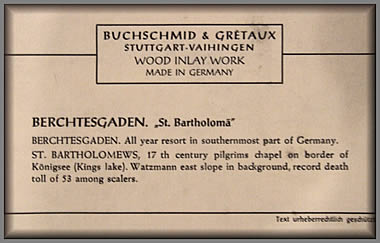 BUCHSCHMID & GRÉTAUX
STUTTGART-VAIHINGEN
WOOD INLAY WORK
MADE IN GERMANY
BERCHTESGADEN. „St. Bartholomä"
BERCHTESGADEN. All year resort in southernmost part of Germany.
ST. BARTHOLOMEWS, 17 th century pilgrims chapel on border of
Königsee (Kings lake). Watzmann east slope in background, record death
toll of 53 among scalers.
Text urheberrechtlich geschützt